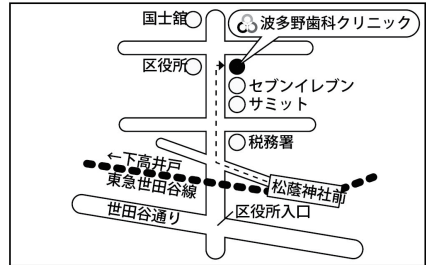 国士舘
波多野歯科クリニック
区役所
セブンイレブン
サミット
税務署
←下高井戸
東急世田谷線
松蔭神社前
世田谷通り
区役所入口